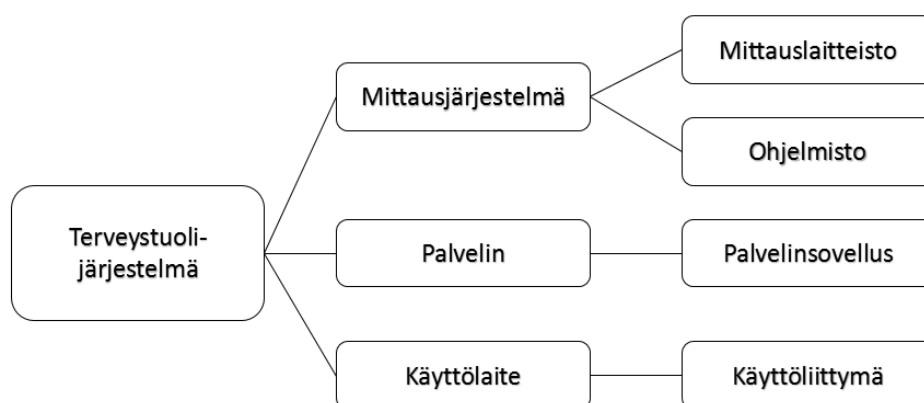 Mittauslaitteisto
Mittausjärjestelmä
Ohjelmisto
Terveystuoli-
järjestelmä
Palvelin
Palvelinsovellus
Käyttölaite
Käyttöliittymä